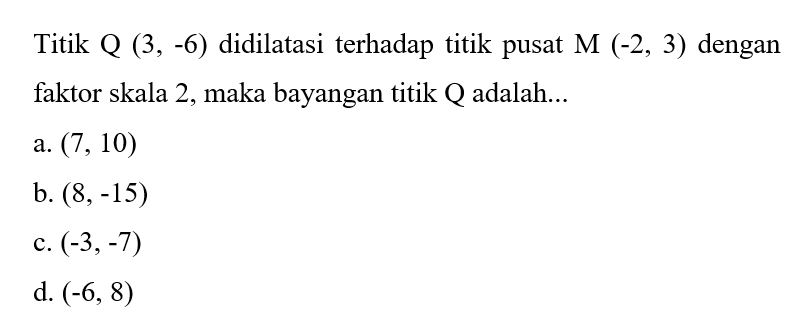 Titik Q (3, -6) didilatasi terhadap titik pusat M (-2, 3) dengan
faktor skala 2, maka bayangan titik Q adalah...
a. (7, 10)
b. (8, -15)
c. (-3, -7)
d. (-6, 8)